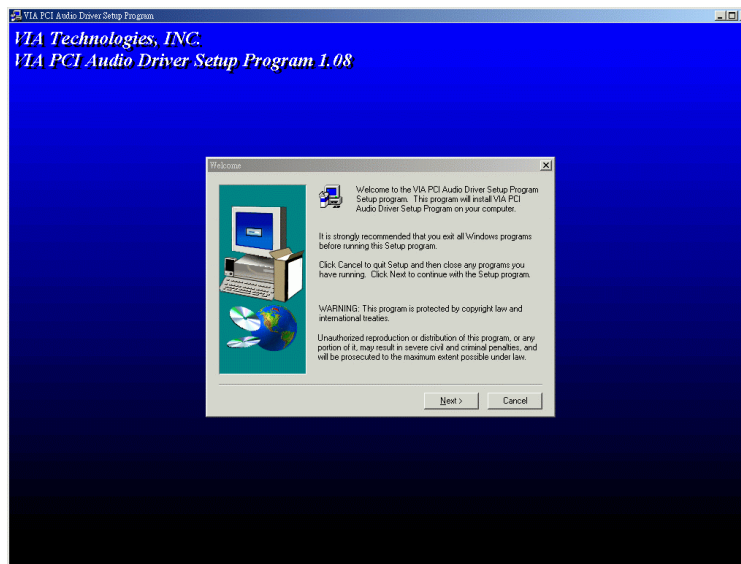 VIA PCI Audio Driver Setup Program
VIA Technologies, INC.
VIA PCI Audio Driver Setup Program 1.08
Welcome
Welcome to the VIA PCI Audio Driver Setup Program
Setup program. This program will install VIA PCI
Audio Driver Setup Program on your computer.
It is strongly recommended that you exit all Windows programs
before running this Setup program.
Click Cancel to quit Setup and then close any programs you
have running. Click Next to continue with the Setup program.
WARNING: This program is protected by copyright law and
international treaties.
Unauthorized reproduction or distribution of this program, or any
portion of it, may result in severe civil and criminal penalties, and
will be prosecuted to the maximum extent possible under law.
Next >
Cancel